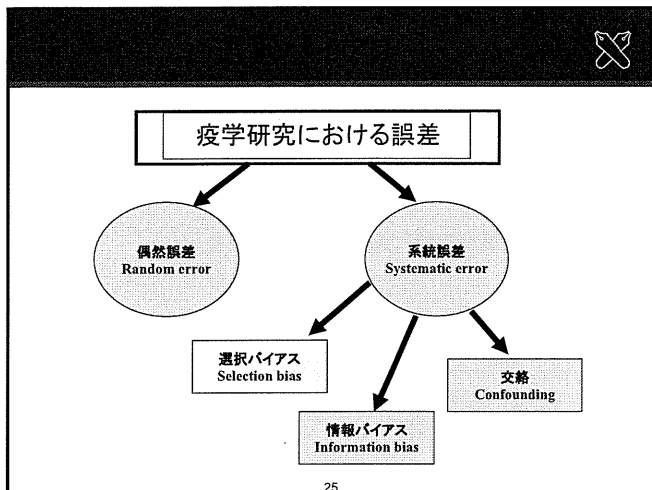 疫学研究における誤差
偶然誤差
Random error
系統誤差
Systematic error
選択バイアス
Selection bias
交絡
Confounding
情報バイアス
Information bias
25